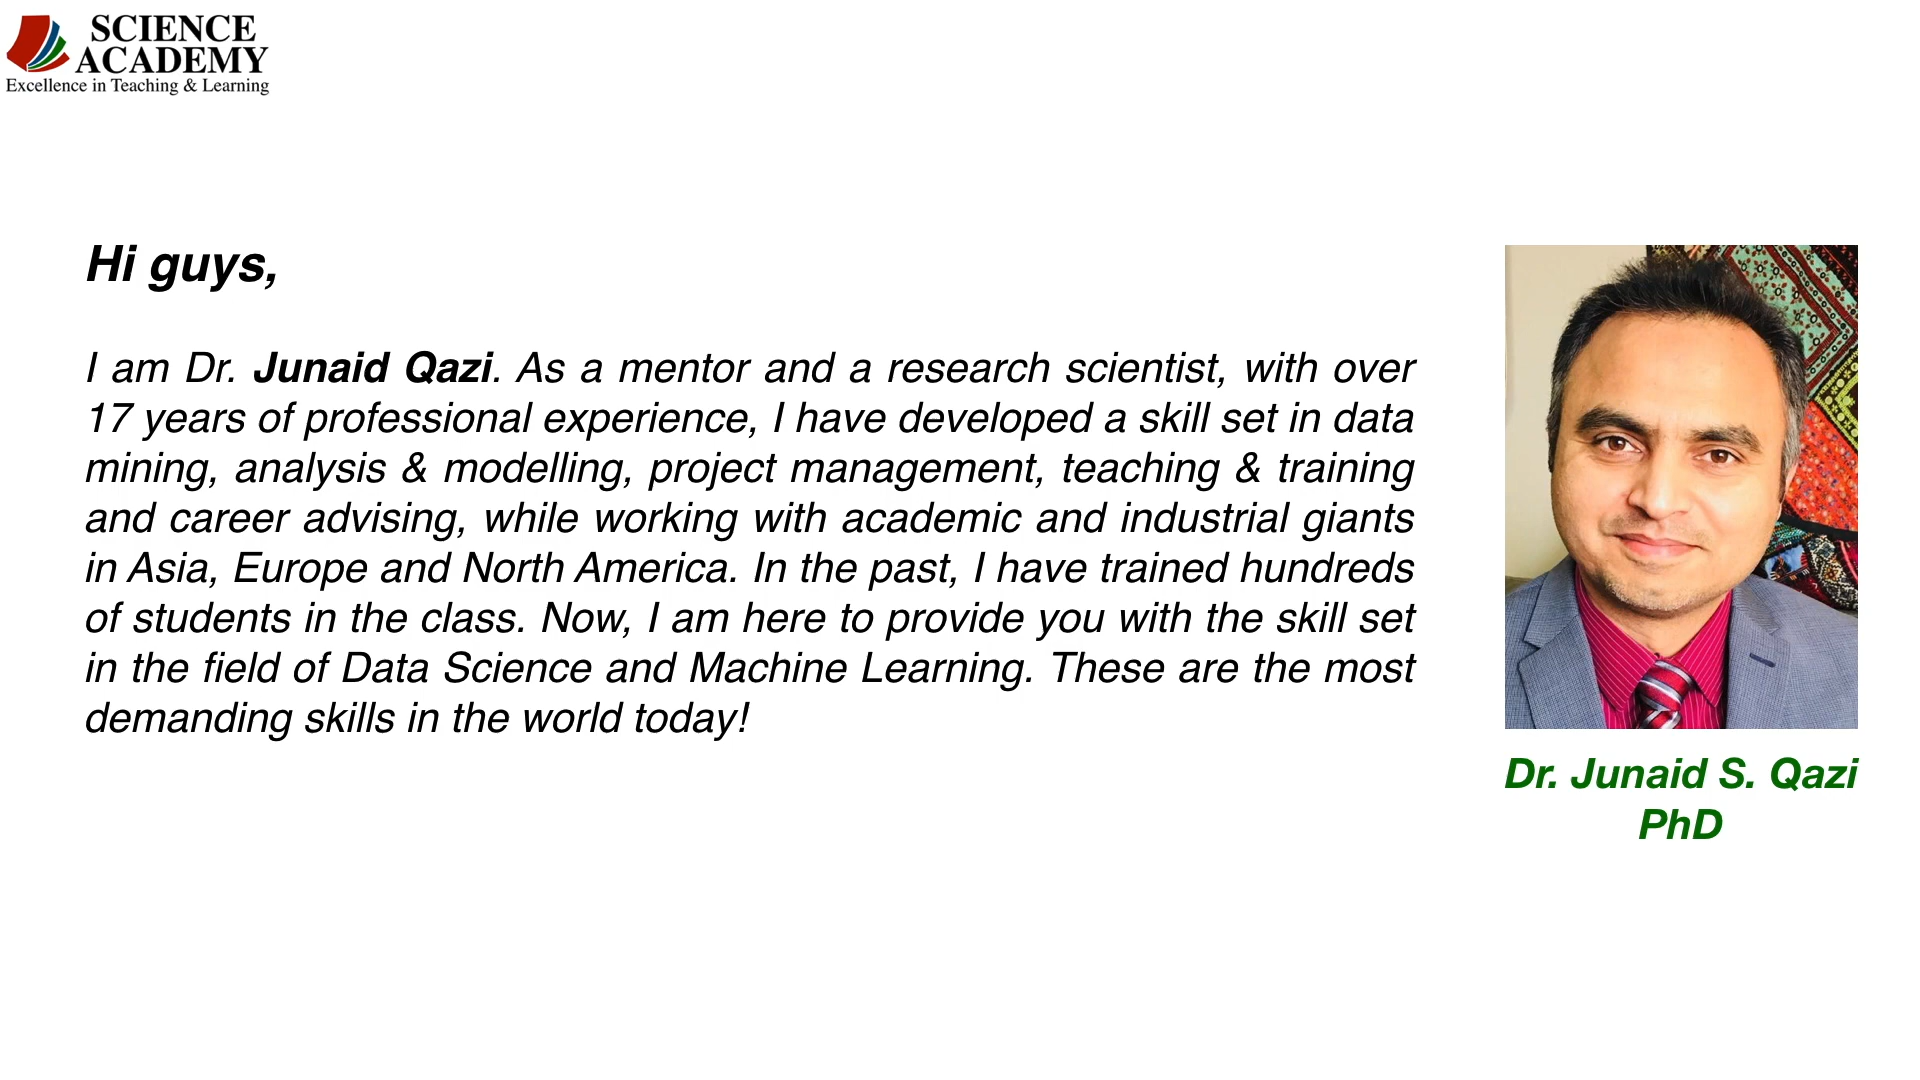 SCIENCE
ACADEMY
Excellence in Teaching & Learning
Hi guys,
I am Dr. Junaid Qazi. As a mentor and a research scientist, with over
17 years of professional experience, I have developed a skill set in data
mining, analysis & modelling, project management, teaching & training
and career advising, while working with academic and industrial giants
in Asia, Europe and North America. In the past, I have trained hundreds
of students in the class. Now, I am here to provide you with the skill set
in the field of Data Science and Machine Learning. These are the most
demanding skills in the world today!
Dr. Junaid S. Qazi
PhD